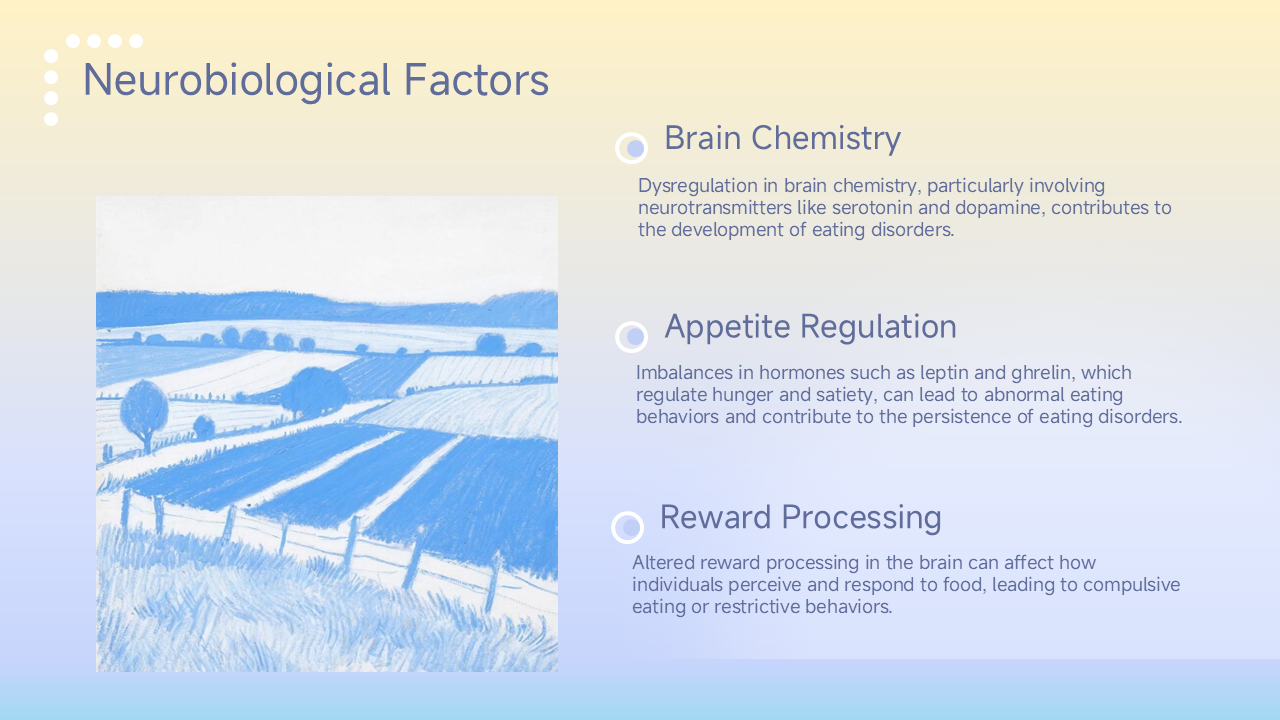 Neurobiological Factors
Brain Chemistry
Dysregulation in brain chemistry, particularly involving
neurotransmitters like serotonin and dopamine, contributes to
the development of eating disorders.
Appetite Regulation
Imbalances in hormones such as leptin and ghrelin, which
regulate hunger and satiety, can lead to abnormal eating
behaviors and contribute to the persistence of eating disorders.
Reward Processing
Altered reward processing in the brain can affect how
individuals perceive and respond to food, leading to compulsive
eating or restrictive behaviors.